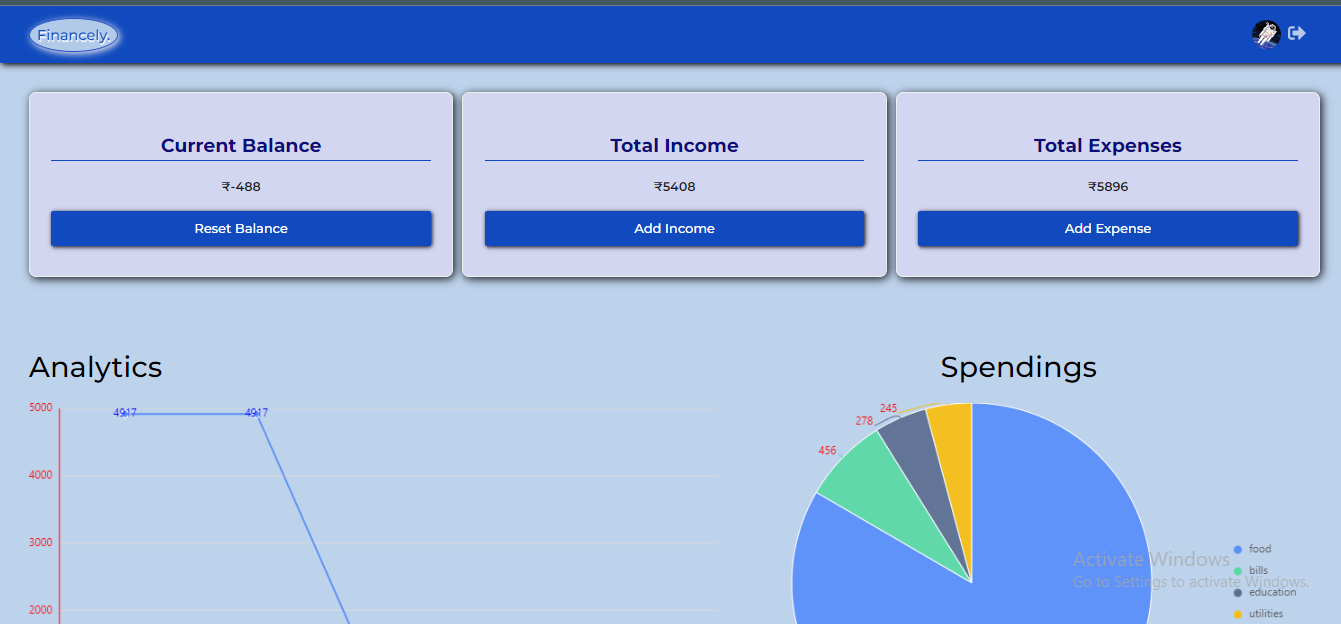 Financely.
Current Balance
₹-488
Reset Balance
Total Income
₹5408
Add Income
Total Expenses
₹5896
Add Expense
Analytics
5000
4000
3000
2000
4917
4917
Spendings
245
278
456
food
bills
education
utilities
Activate Windows
Go to Settings to activate Windows.